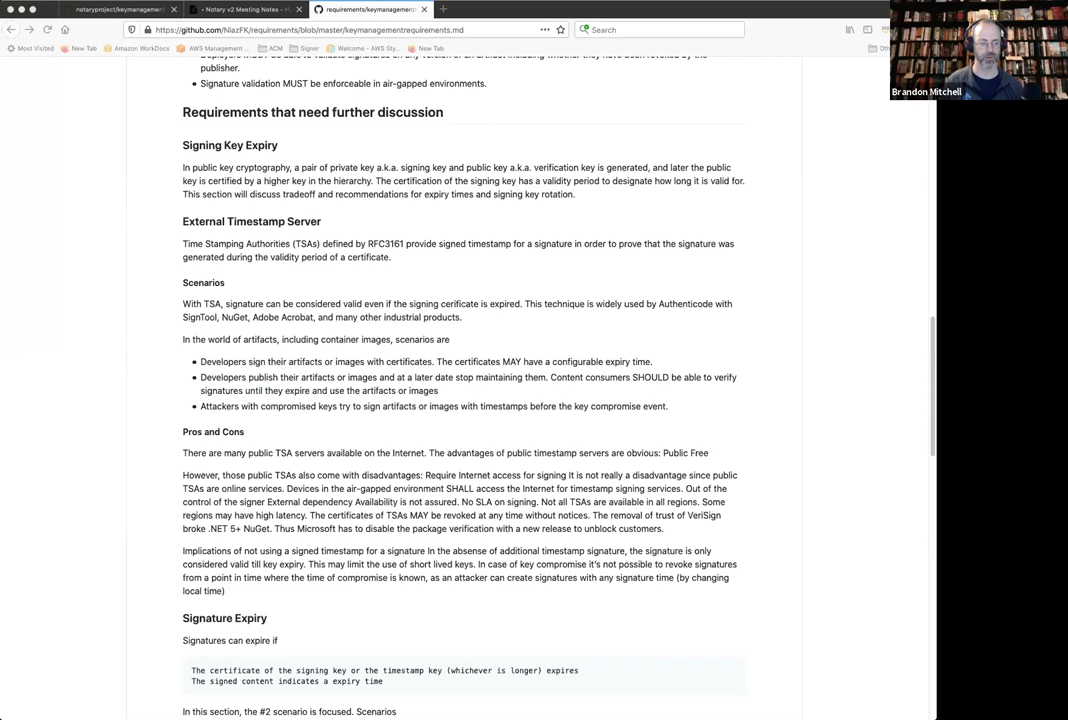 notaryproject/keymanagement
• Notary v2 Meeting Notes - H
requirements/keymanagement
https://github.com/NiazFK/requirements/blob/master/keymanagementrequirements.md
Search
Most Visited
New Tab
Amazon WorkDocs
AWS Management ...
ACM
Signer
Welcome - AWS Sty...
New Tab
Brandon Mitchell
publisher.
Signature validation MUST be enforceable in air-gapped environments.
Requirements that need further discussion
Signing Key Expiry
In public key cryptography, a pair of private key a.k.a. signing key and public key a.k.a. verification key is generated, and later the public
key is certified by a higher key in the hierarchy. The certification of the signing key has a validity period to designate how long it is valid for.
This section will discuss tradeoff and recommendations for expiry times and signing key rotation.
External Timestamp Server
Time Stamping Authorities (TSAs) defined by RFC3161 provide signed timestamp for a signature in order to prove that the signature was
generated during the validity period of a certificate.
Scenarios
With TSA, signature can be considered valid even if the signing cerificate is expired. This technique is widely used by Authenticode with
SignTool, NuGet, Adobe Acrobat, and many other industrial products.
In the world of artifacts, including container images, scenarios are
Developers sign their artifacts or images with certificates. The certificates MAY have a configurable expiry time.
Developers publish their artifacts or images and at a later date stop maintaining them. Content consumers SHOULD be able to verify
signatures until they expire and use the artifacts or images
Attackers with compromised keys try to sign artifacts or images with timestamps before the key compromise event.
Pros and Cons
There are many public TSA servers available on the Internet. The advantages of public timestamp servers are obvious: Public Free
However, those public TSAs also come with disadvantages: Require Internet access for signing It is not really a disadvantage since public
TSAs are online services. Devices in the air-gapped environment SHALL access the Internet for timestamp signing services. Out of the
control of the signer External dependency Availability is not assured. No SLA on signing. Not all TSAs are available in all regions. Some
regions may have high latency. The certificates of TSAs MAY be revoked at any time without notices. The removal of trust of VeriSign
broke .NET 5+ NuGet. Thus Microsoft has to disable the package verification with a new release to unblock customers.
Implications of not using a signed timestamp for a signature In the absense of additional timestamp signature, the signature is only
considered valid till key expiry. This may limit the use of short lived keys. In case of key compromise it's not possible to revoke signatures
from a point in time where the time of compromise is known, as an attacker can create signatures with any signature time (by changing
local time)
Signature Expiry
Signatures can expire if
The certificate of the signing key or the timestamp key (whichever is longer) expires
The signed content indicates a expiry time
In this section, the #2 scenario is focused. Scenarios